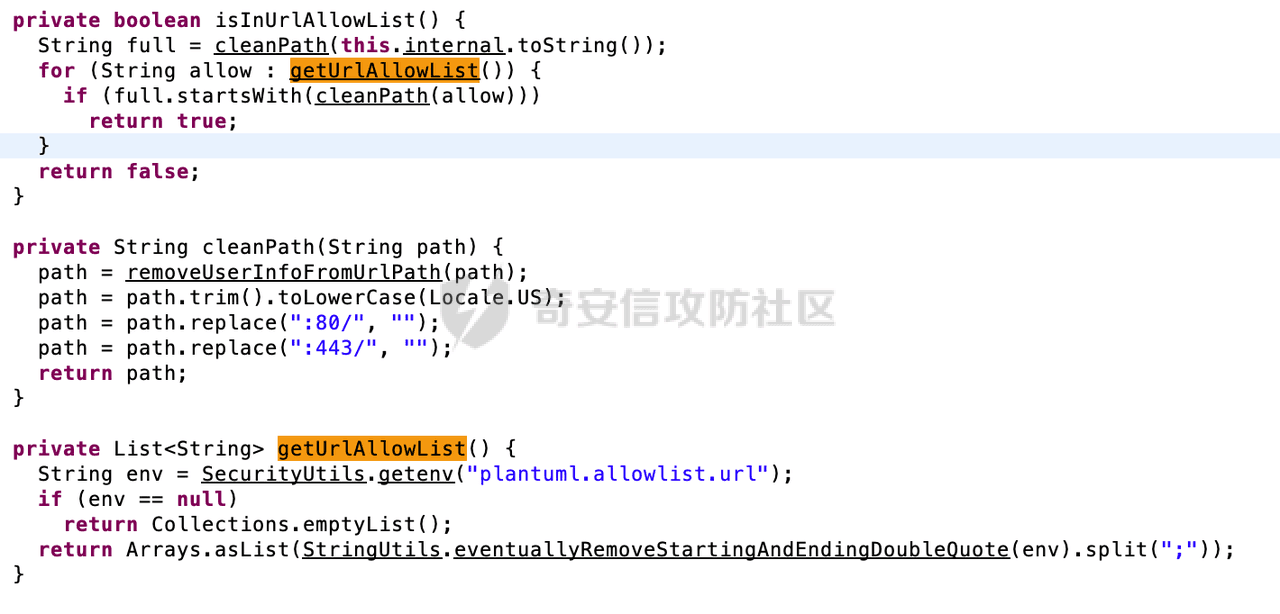 private boolean isInUrlAllowList() {
  String full = cleanPath(this.internal.toString());
  for (String allow : getUrlAllowList()) {
    if (full.startsWith(cleanPath(allow)))
      return true;
  }
  return false;
}
private String cleanPath(String path) {
  path = removeUserInfoFromUrlPath(path);
  path = path.trim().toLowerCase(Locale.US);
  path = path.replace(":80/", "");
  path = path.replace(":443/", "");
  return path;
}
奇安信攻防社区
private List<String> getUrlAllowList() {
  String env = SecurityUtils.getenv("plantuml.allowlist.url");
  if (env == null)
    return Collections.emptyList();
  return Arrays.asList(StringUtils.eventuallyRemoveStartingAndEndingDoubleQuote(env).split(";"));
}